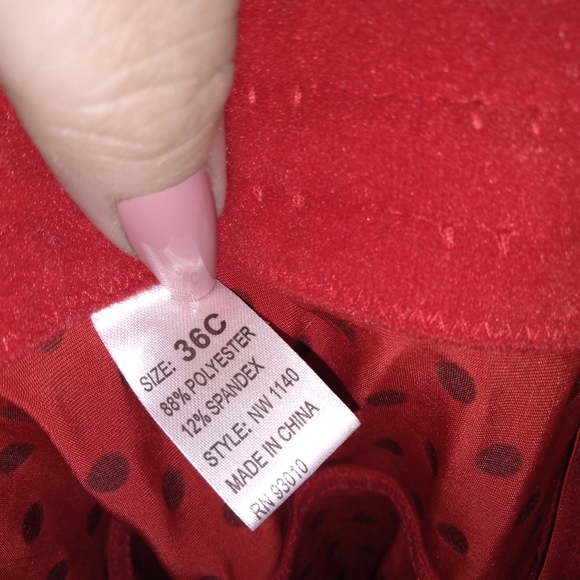 SIZE: 36C
88% POLYESTER
12% SPANDEX
STYLE: NW 1140
MADE IN CHINA
RN 93010